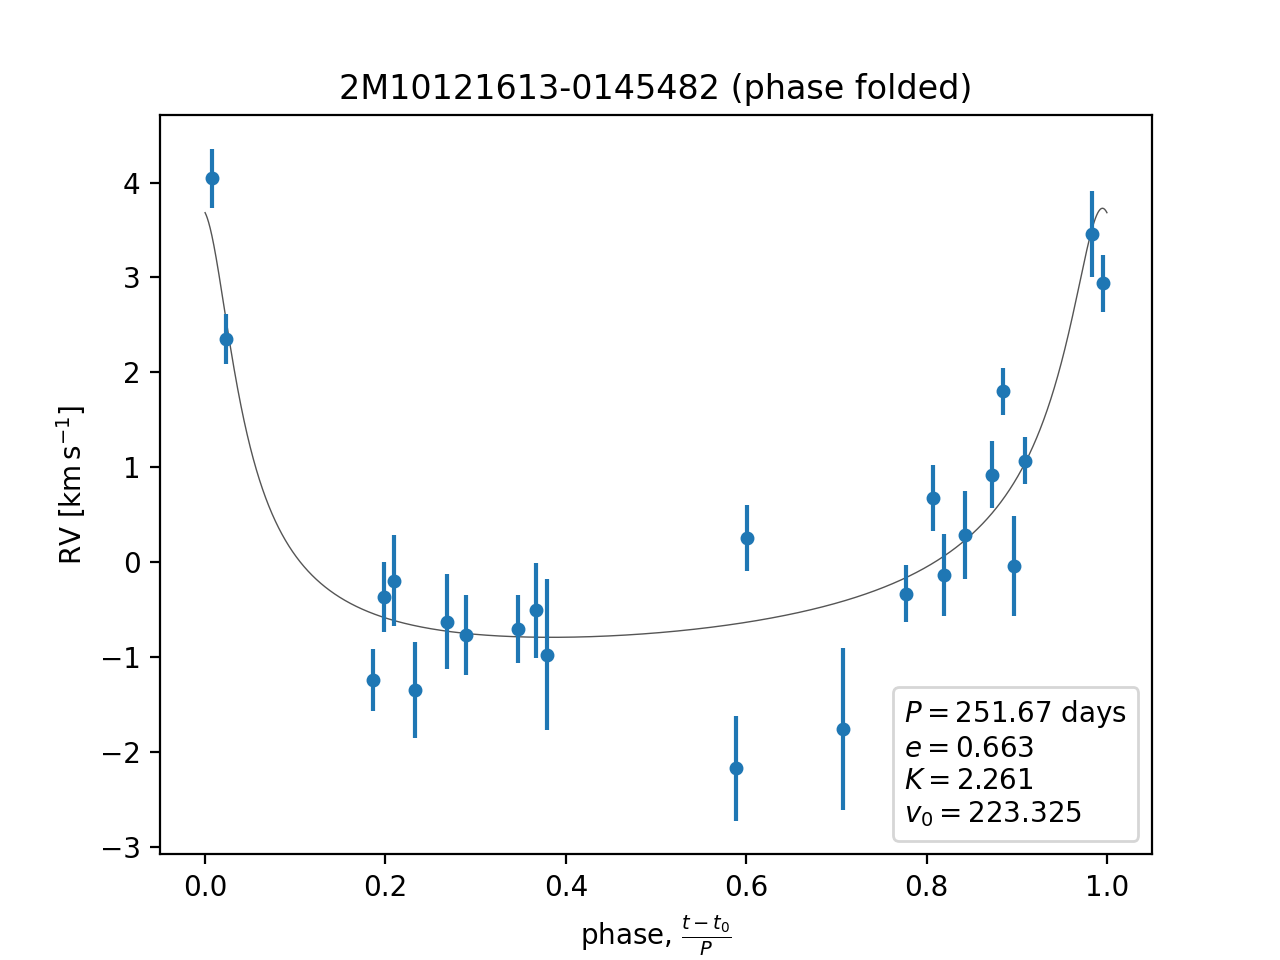 2M10121613-0145482 (phase folded)
4
3
2
1
0
−1
−2
−3
RV [km s⁻¹]
P = 251.67 days
e = 0.663
K = 2.261
v₀ = 223.325
0.0 0.2 0.4 0.6 0.8 1.0
phase, (t − t₀)/P